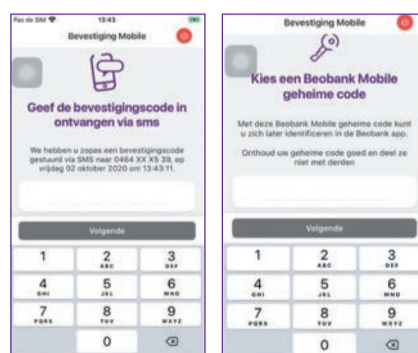 Pas de SIM 13:43
Bevestiging Mobile
Geef de bevestigingscode in
ontvangen via sms
We hebben u zopas een bevestigingscode
gestuurd via SMS naar 0464 XX X5 39, op
vrijdag 02 oktober 2020 om 13:43:11.
Volgende
1 2 3
ABC DEF
4 5 6
GHI JKL MNO
7 8 9
PQRS TUV WXYZ
0
Bevestiging Mobile
Kies een Beobank Mobile
geheime code
Met deze Beobank Mobile geheime code kunt
u zich later identificeren in de Beobank app.
Onthoud uw geheime code goed en deel ze
niet met derden
Volgende
1 2 3
ABC DEF
4 5 6
GHI JKL MNO
7 8 9
PQRS TUV WXYZ
0